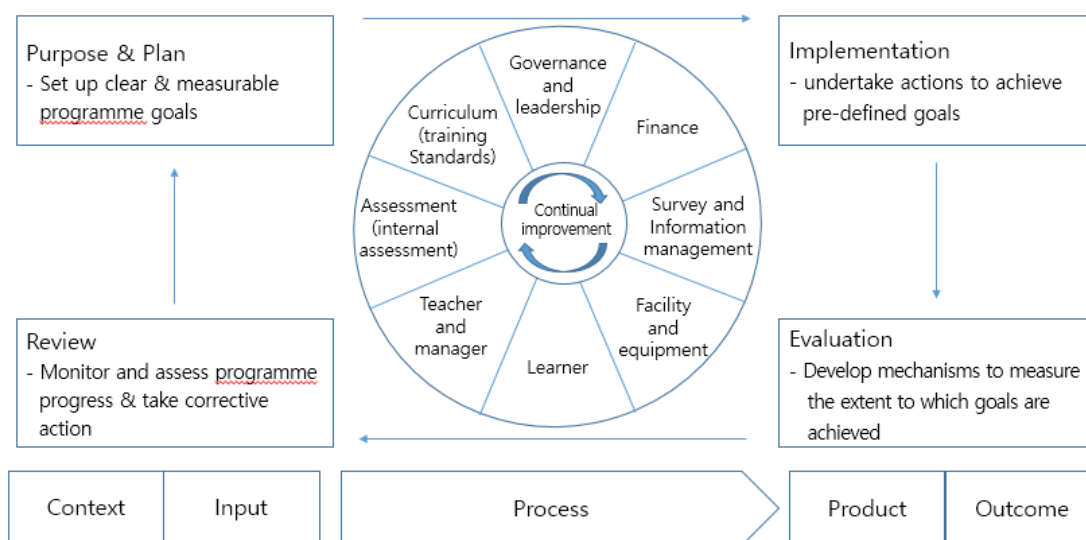 Purpose & Plan
- Set up clear & measurable
programme goals
Implementation
- undertake actions to achieve
pre-defined goals
Governance
and
leadership
Finance
Survey and
Information
management
Facility
and
equipment
Learner
Teacher
and
manager
Assessment
(internal
assessment)
Curriculum
(training
Standards)
Continual
improvement
Review
- Monitor and assess programme
progress & take corrective
action
Evaluation
- Develop mechanisms to measure
the extent to which goals are
achieved
Context
Input
Process
Product
Outcome